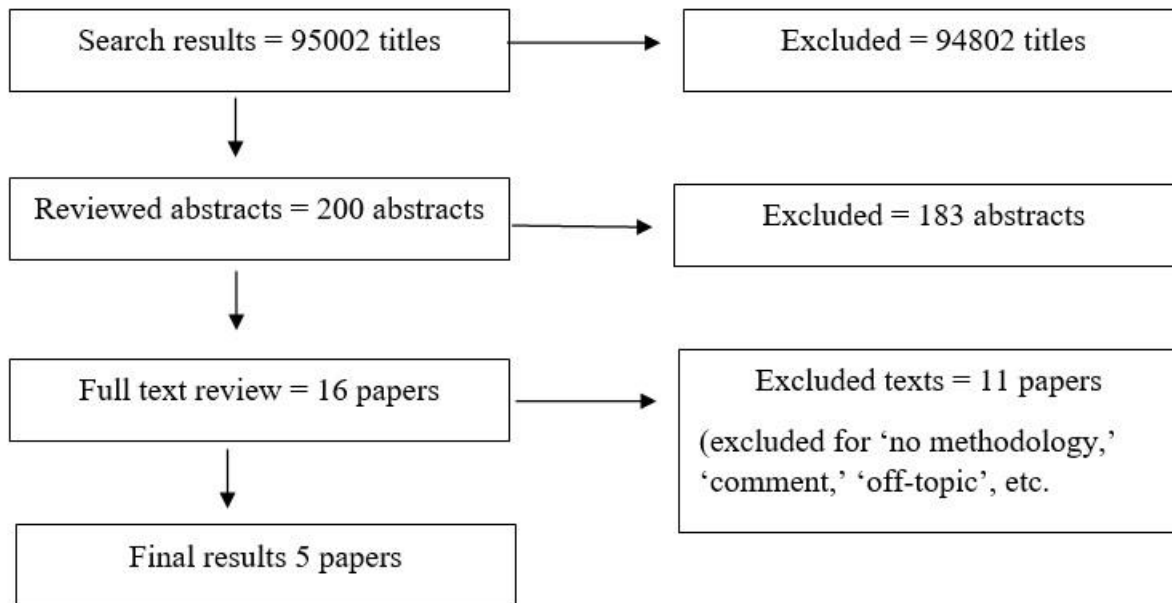 Search results = 95002 titles
Excluded = 94802 titles
Reviewed abstracts = 200 abstracts
Excluded = 183 abstracts
Full text review = 16 papers
Excluded texts = 11 papers
(excluded for ‘no methodology,’
‘comment,’ ‘off-topic’, etc.
Final results 5 papers